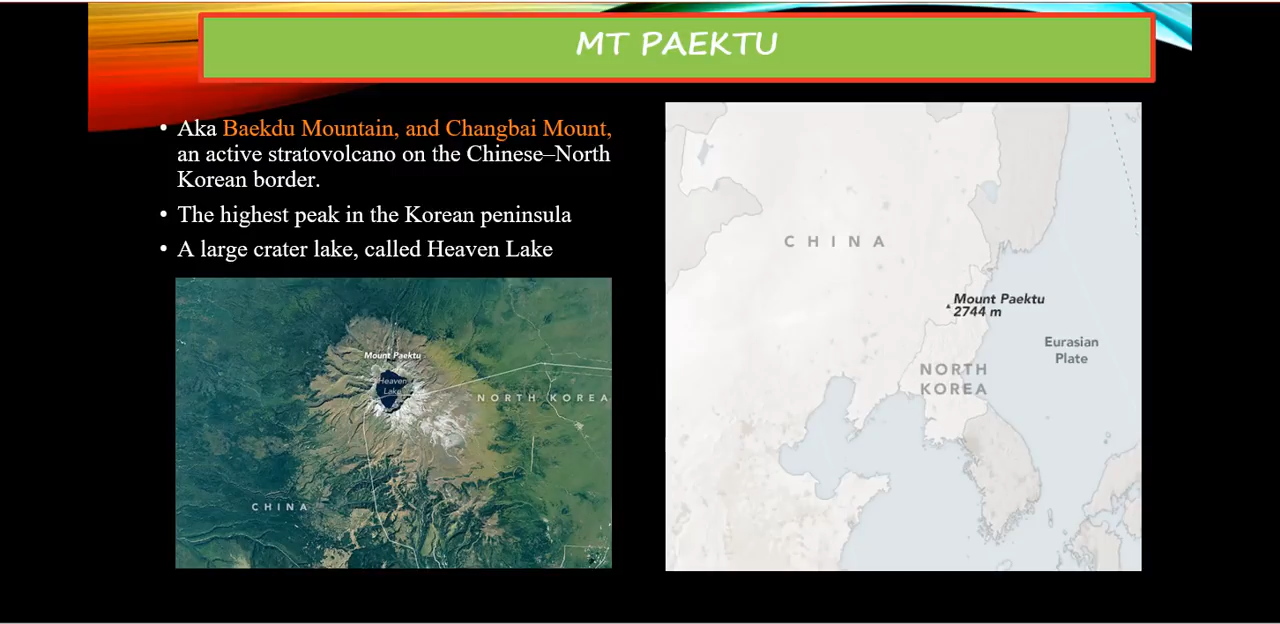 MT PAEKTU
• Aka Baekdu Mountain, and Changbai Mount,
an active stratovolcano on the Chinese–North
Korean border.
• The highest peak in the Korean peninsula
• A large crater lake, called Heaven Lake
Mount Paektu
Heaven
Lake
NORTH KOREA
CHINA
CHINA
Mount Paektu
2744 m
Eurasian
Plate
NORTH
KOREA